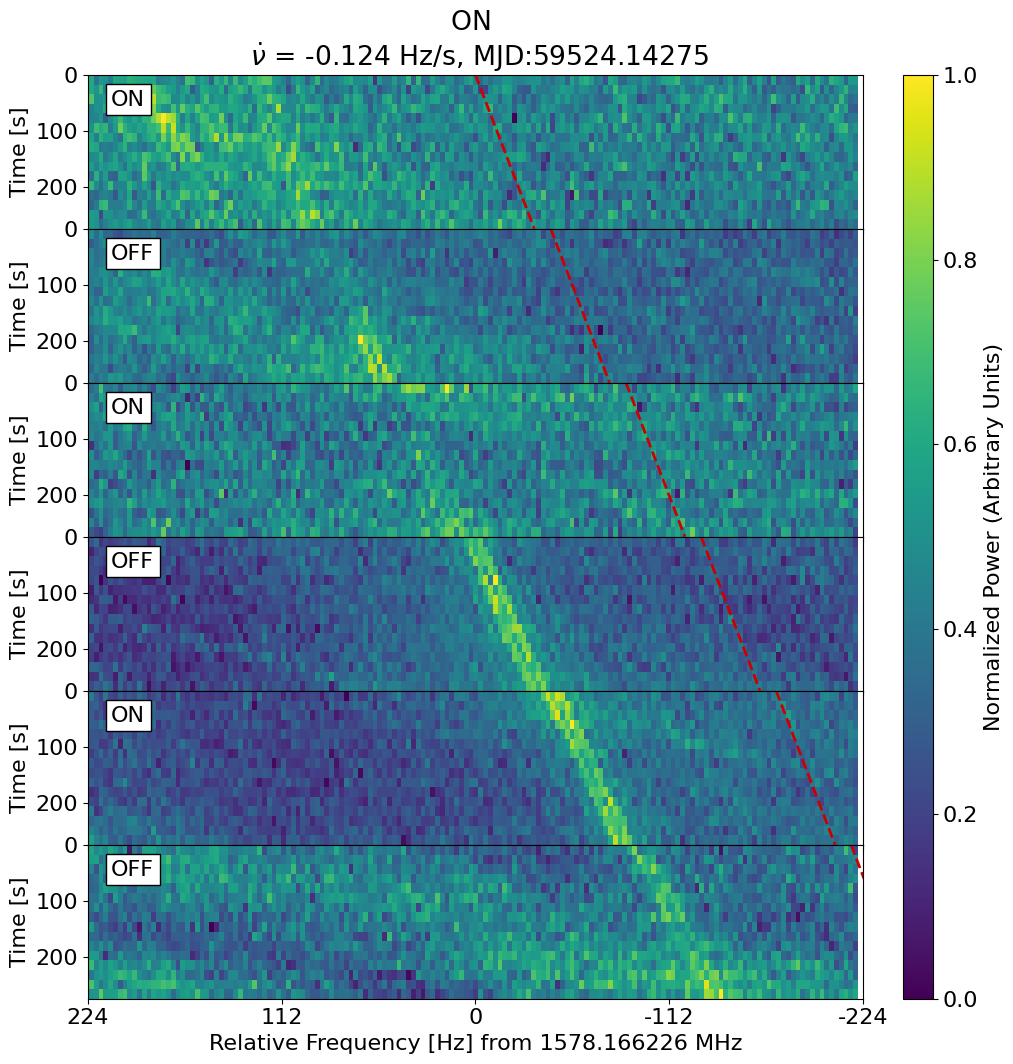 ON
ν̇ = -0.124 Hz/s, MJD:59524.14275
0
ON
100
200
Time [s]
0
OFF
100
200
Time [s]
0
ON
100
200
Time [s]
0
OFF
100
200
Time [s]
0
ON
100
200
Time [s]
0
OFF
100
200
Time [s]
224 112 0 -112 -224
Relative Frequency [Hz] from 1578.166226 MHz
1.0
0.8
0.6
0.4
0.2
0.0
Normalized Power (Arbitrary Units)